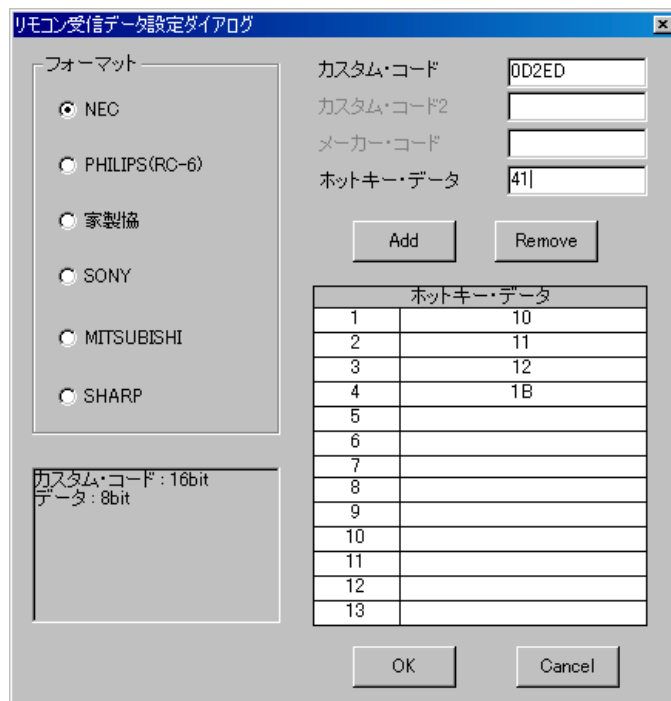 リモコン受信データ設定ダイアログ
フォーマット
NEC
PHILIPS(RC-6)
家製協
SONY
MITSUBISHI
SHARP
カスタム・コード:16bit
データ:8bit
カスタム・コード 0D2ED
カスタム・コード2
メーカー・コード
ホットキー・データ 41
Add Remove
ホットキー・データ
1 10
2 11
3 12
4 1B
5
6
7
8
9
10
11
12
13
OK Cancel